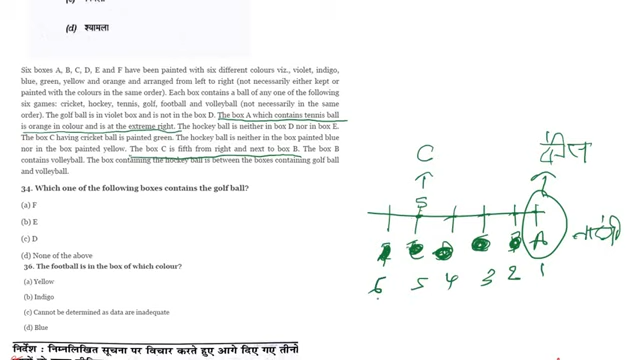 (d) श्यामला
Six boxes A, B, C, D, E and F have been painted with six different colours viz., violet, indigo,
blue, green, yellow and orange and arranged from left to right (not necessarily either kept or
painted with the colours in the same order). Each box contains a ball of any one of the following
six games: cricket, hockey, tennis, golf, football and volleyball (not necessarily in the same
order). The golf ball is in violet box and is not in the box D. The box A which contains tennis ball
is orange in colour and is at the extreme right. The hockey ball is neither in box D nor in box E.
The box C having cricket ball is painted green. The hockey ball is neither in the box painted blue
nor in the box painted yellow. The box C is fifth from right and next to box B. The box B
contains volleyball. The box containing the hockey ball is between the boxes containing golf ball
and volleyball.
34. Which one of the following boxes contains the golf ball?
(a) F
(b) E
(c) D
(d) None of the above
36. The football is in the box of which colour?
(a) Yellow
(b) Indigo
(c) Cannot be determined as data are inadequate
(d) Blue
निर्देश : निम्नलिखित सूचना पर विचार करते हुए आगे दिए गए तीनों
C
5
A
6 5 4 3 2 1